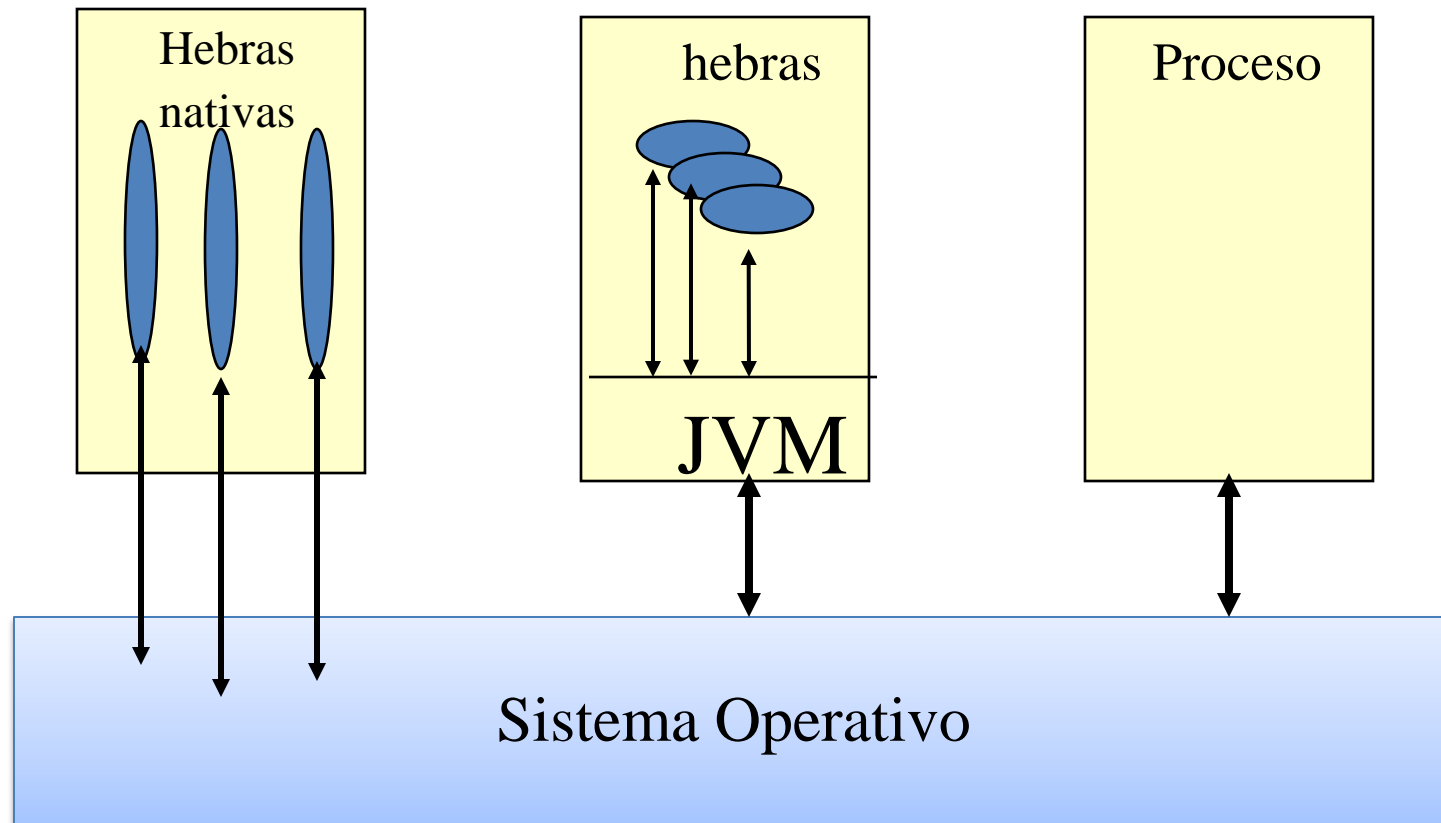 Hebras
nativas
hebras
Proceso
JVM
Sistema Operativo